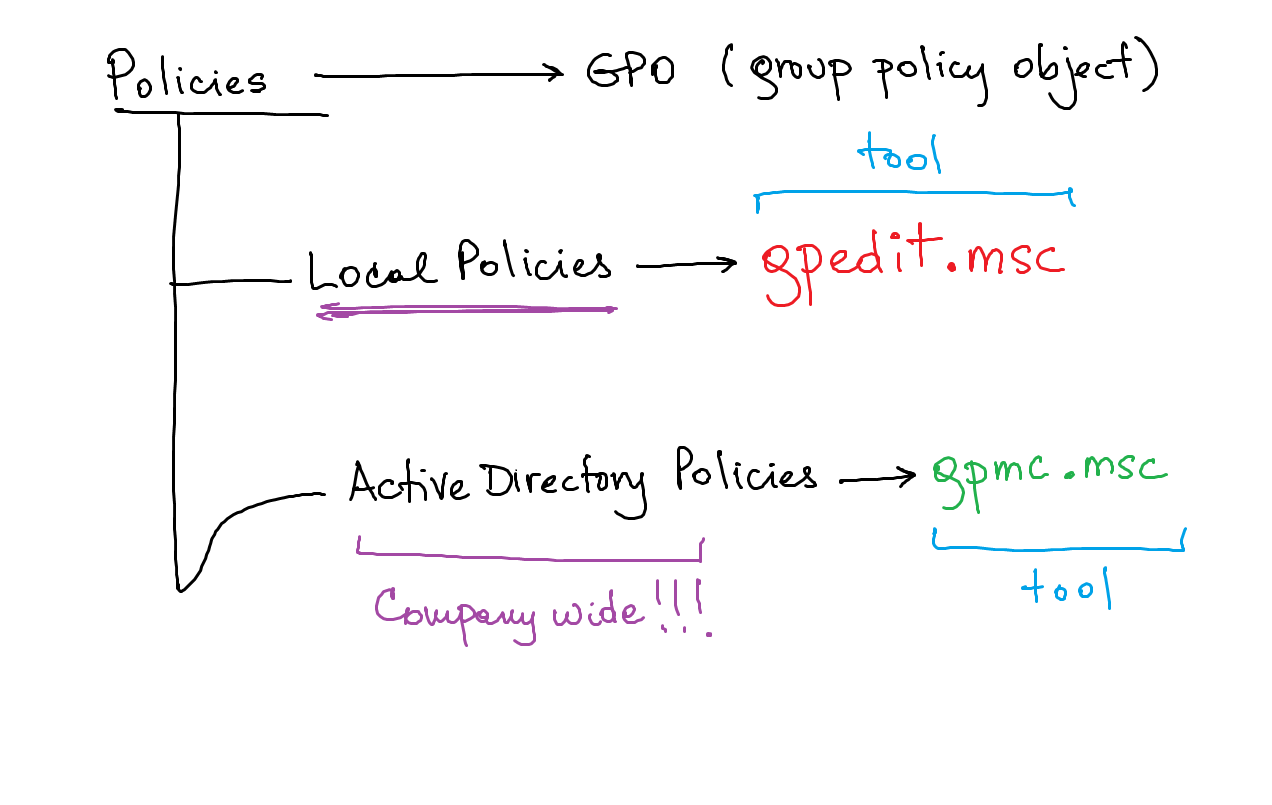 Policies → GPO (group policy object)
tool
Local Policies → gpedit.msc
Active Directory Policies → gpmc.msc
Company wide!!!
tool